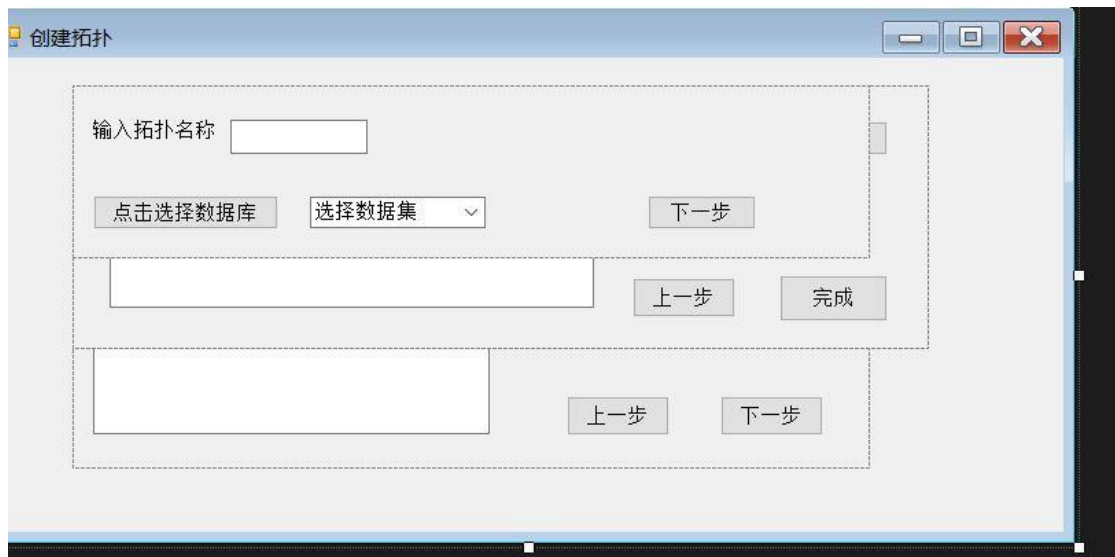 创建拓扑
输入拓扑名称
点击选择数据库 选择数据集 下一步
上一步 完成
上一步 下一步